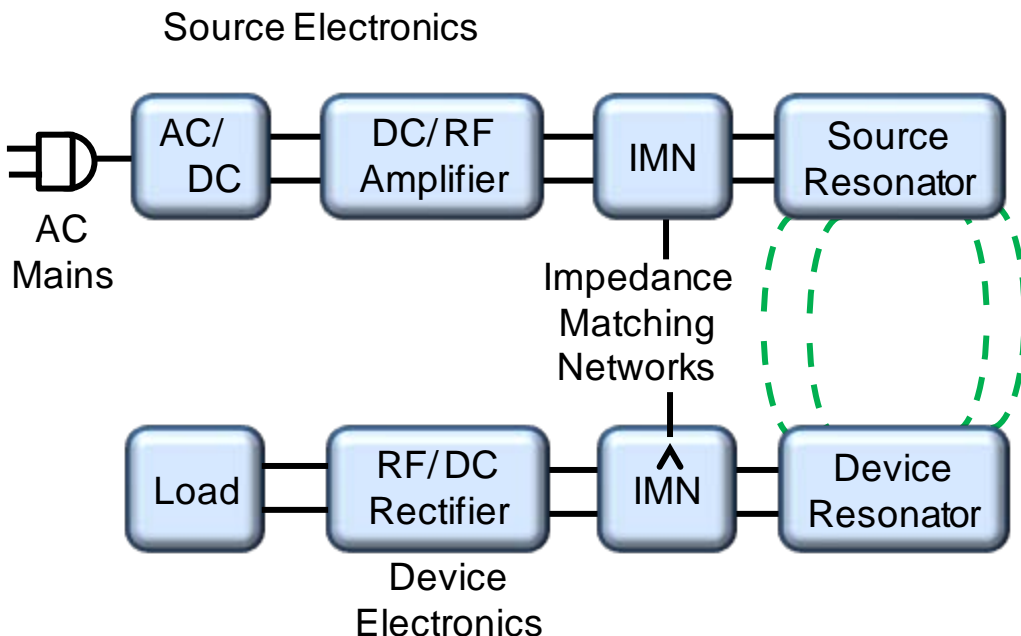 Source Electronics
AC/
DC
DC/RF
Amplifier
IMN
Source
Resonator
AC
Mains
Impedance
Matching
Networks
Load
RF/DC
Rectifier
IMN
Device
Resonator
Device
Electronics